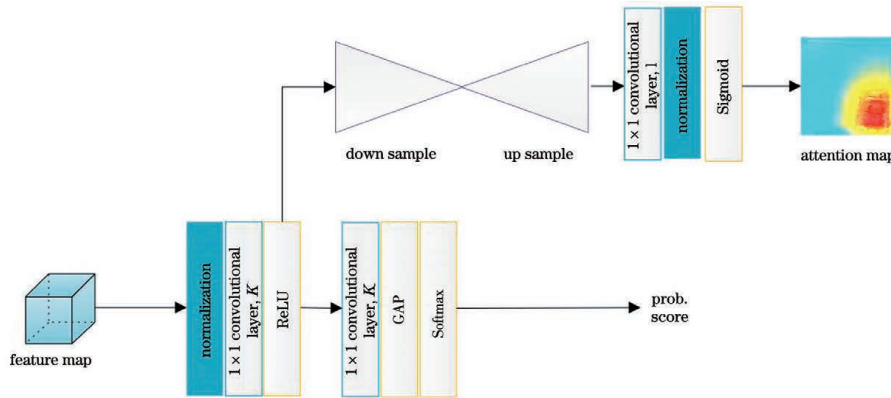 1 × 1 convolutional
layer, 1
normalization
Sigmoid
down sample
up sample
attention map
normalization
1 × 1 convolutional
layer, K
ReLU
1 × 1 convolutional
layer, K
GAP
Softmax
prob.
score
feature map